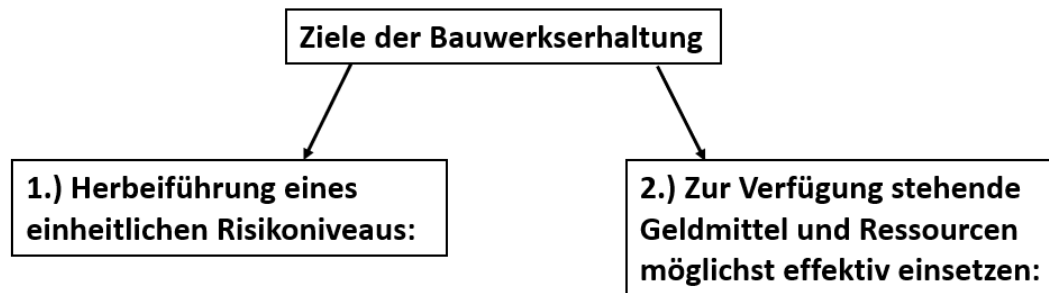 Ziele der Bauwerkserhaltung
1.) Herbeiführung eines
einheitlichen Risikoniveaus:
2.) Zur Verfügung stehende
Geldmittel und Ressourcen
möglichst effektiv einsetzen: